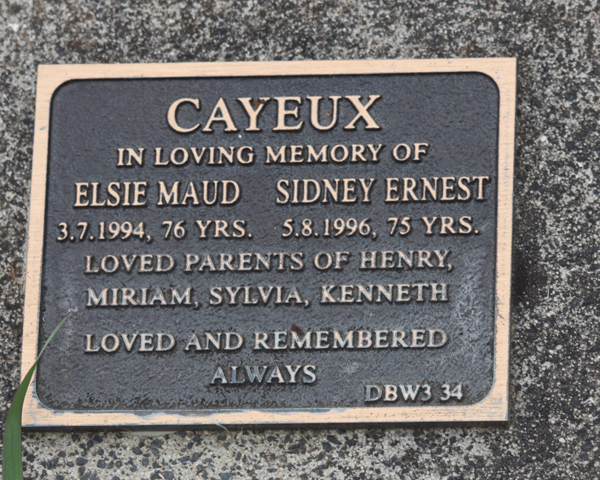 CAYEUX
IN LOVING MEMORY OF
ELSIE MAUD SIDNEY ERNEST
3.7.1994, 76 YRS. 5.8.1996, 75 YRS.
LOVED PARENTS OF HENRY,
MIRIAM, SYLVIA, KENNETH
LOVED AND REMEMBERED
ALWAYS
DBW3 34